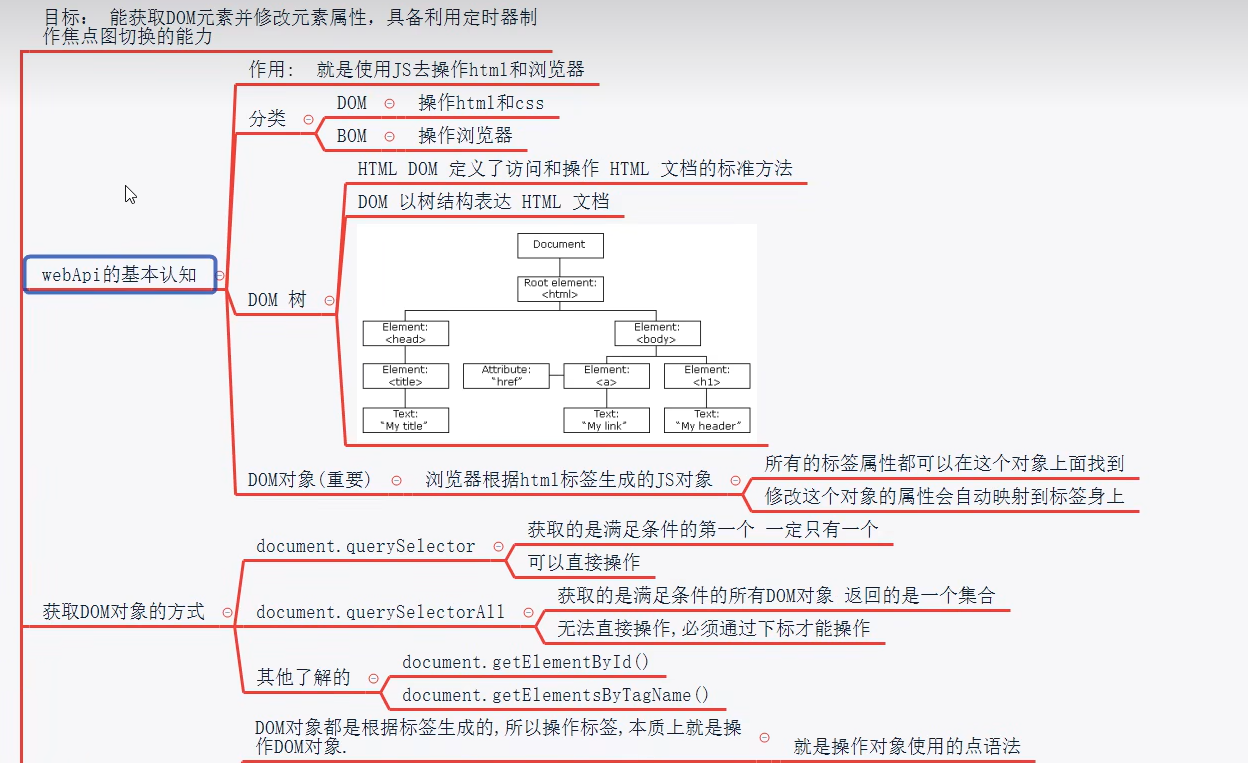 目标： 能获取DOM元素并修改元素属性，具备利用定时器制
作焦点图切换的能力
作用： 就是使用JS去操作html和浏览器
分类
DOM 操作html和css
BOM 操作浏览器
HTML DOM 定义了访问和操作 HTML 文档的标准方法
DOM 以树结构表达 HTML 文档
webApi的基本认知
DOM 树
Document
Root element:
<html>
Element:
<head>
Element:
<body>
Element:
<title>
Attribute:
"href"
Element:
<a>
Element:
<h1>
Text:
"My title"
Text:
"My link"
Text:
"My header"
DOM对象(重要) 浏览器根据html标签生成的JS对象
所有的标签属性都可以在这个对象上面找到
修改这个对象的属性会自动映射到标签身上
获取DOM对象的方式
document.querySelector
获取的是满足条件的第一个 一定只有一个
可以直接操作
document.querySelectorAll
获取的是满足条件的所有DOM对象 返回的是一个集合
无法直接操作,必须通过下标才能操作
其他了解的
document.getElementById()
document.getElementsByTagName()
DOM对象都是根据标签生成的,所以操作标签,本质上就是操
作DOM对象.
就是操作对象使用的点语法